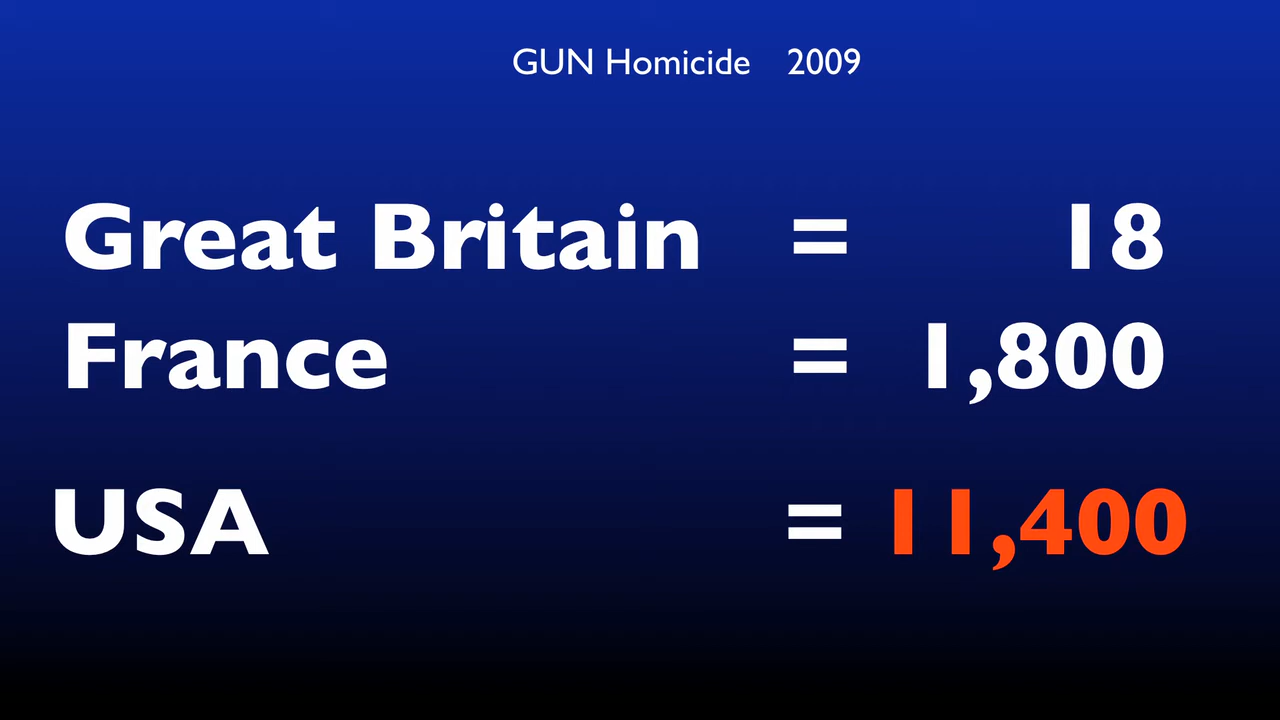 GUN Homicide 2009
Great Britain = 18
France = 1,800
USA = 11,400